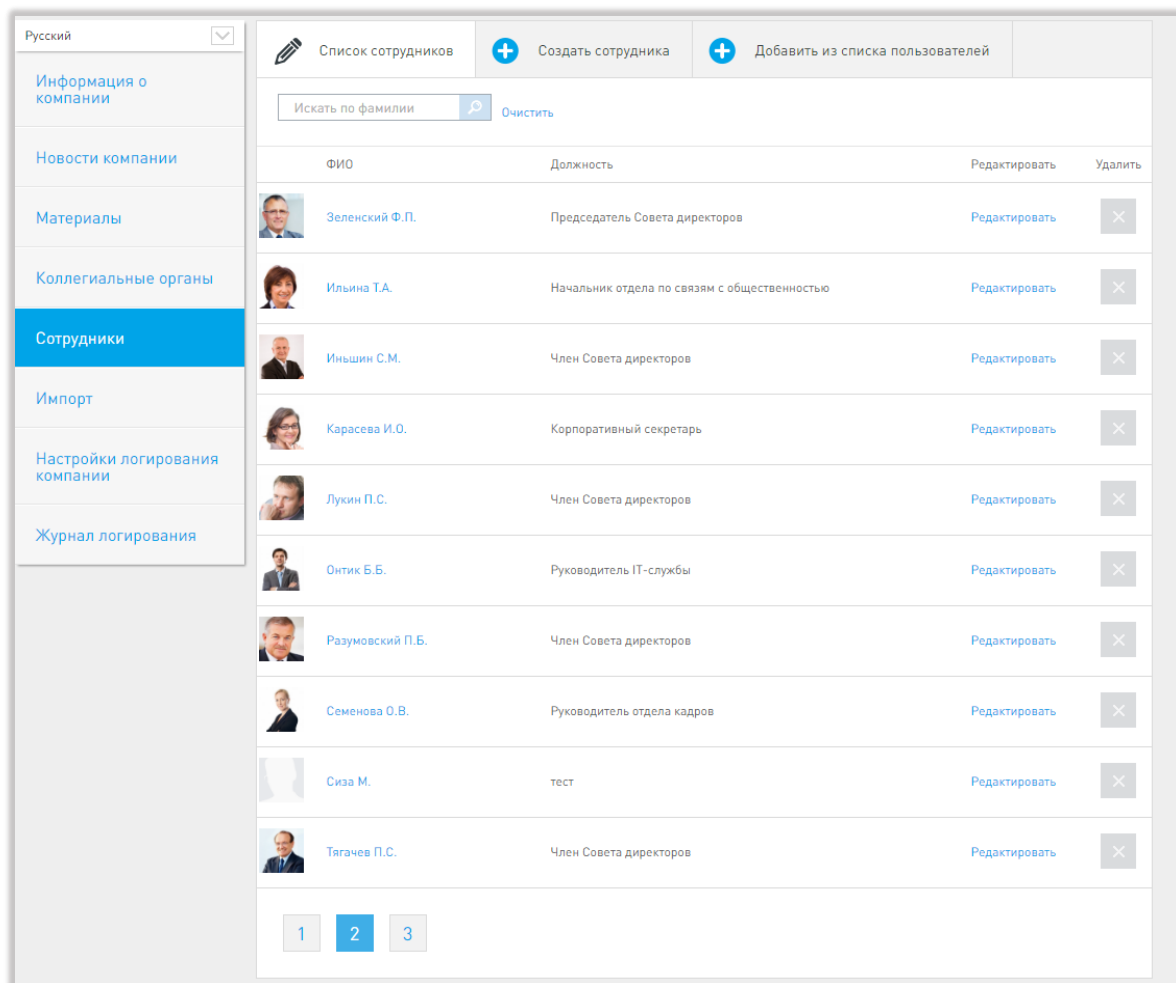 Русский
Информация о
компании
Новости компании
Материалы
Коллегиальные органы
Сотрудники
Импорт
Настройки логирования
компании
Журнал логирования
Список сотрудников Создать сотрудника Добавить из списка пользователей
Искать по фамилии Очистить
ФИО Должность Редактировать Удалить
Зеленский Ф.П. Председатель Совета директоров Редактировать
Ильина Т.А. Начальник отдела по связям с общественностью Редактировать
Иньшин С.М. Член Совета директоров Редактировать
Карасева И.О. Корпоративный секретарь Редактировать
Лукин П.С. Член Совета директоров Редактировать
Онтик Б.Б. Руководитель IT-службы Редактировать
Разумовский П.Б. Член Совета директоров Редактировать
Семенова О.В. Руководитель отдела кадров Редактировать
Сиза М. тест Редактировать
Тягачев П.С. Член Совета директоров Редактировать
1 2 3